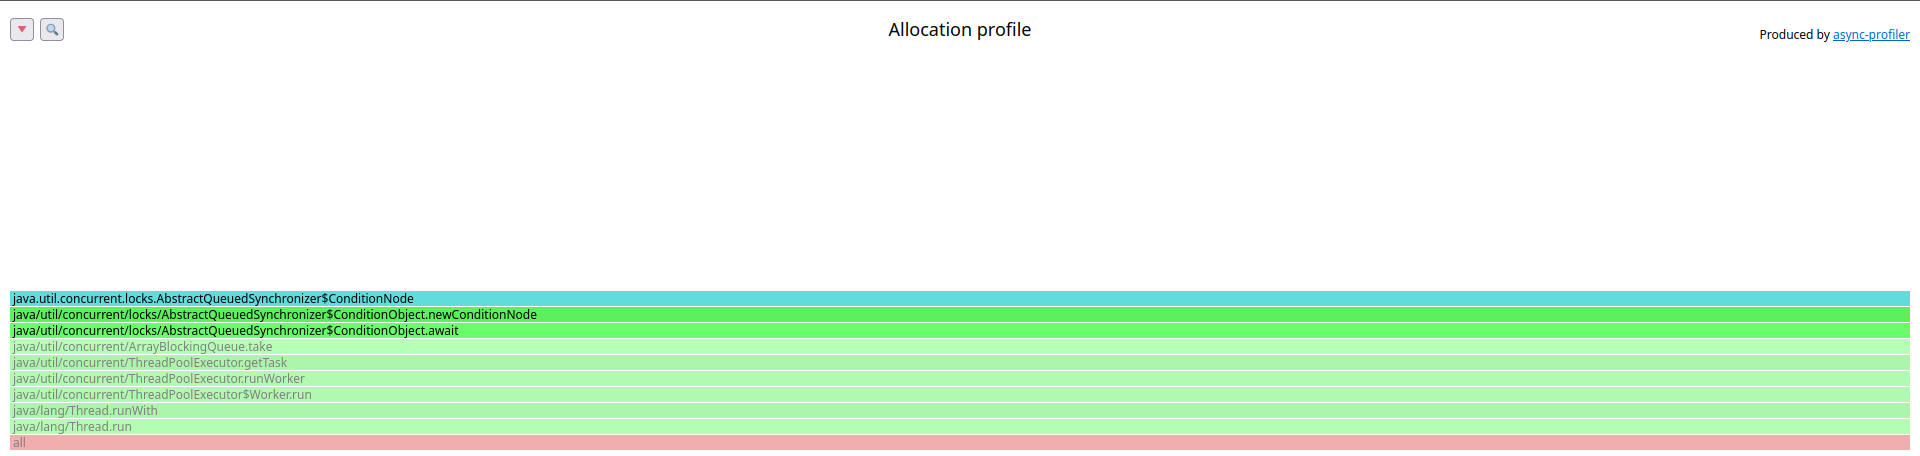 Allocation profile
Produced by async-profiler
java.util.concurrent.locks.AbstractQueuedSynchronizer$ConditionNode
java/util/concurrent/locks/AbstractQueuedSynchronizer$ConditionObject.newConditionNode
java/util/concurrent/locks/AbstractQueuedSynchronizer$ConditionObject.await
java/util/concurrent/ArrayBlockingQueue.take
java/util/concurrent/ThreadPoolExecutor.getTask
java/util/concurrent/ThreadPoolExecutor.runWorker
java/util/concurrent/ThreadPoolExecutor$Worker.run
java/lang/Thread.runWith
java/lang/Thread.run
all